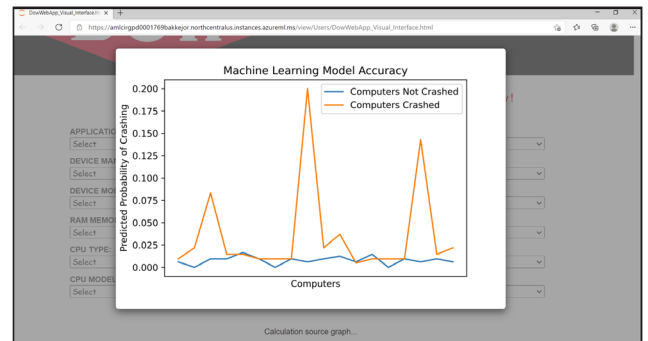 DowWebApp_Visual_Interface.ht
https://amlcirgpd0001769bakkejor.northcentralus.instances.azureml.ms/view/Users/DowWebApp_Visual_Interface.html
Machine Learning Model Accuracy
Computers Not Crashed
Computers Crashed
Predicted Probability of Crashing
0.200
0.175
0.150
0.125
0.100
0.075
0.050
0.025
0.000
Computers
APPLICATIO
Select
DEVICE MA
Select
DEVICE MO
Select
RAM MEMO
Select
CPU TYPE:
Select
CPU MODEL
Select
Calculation source graph...